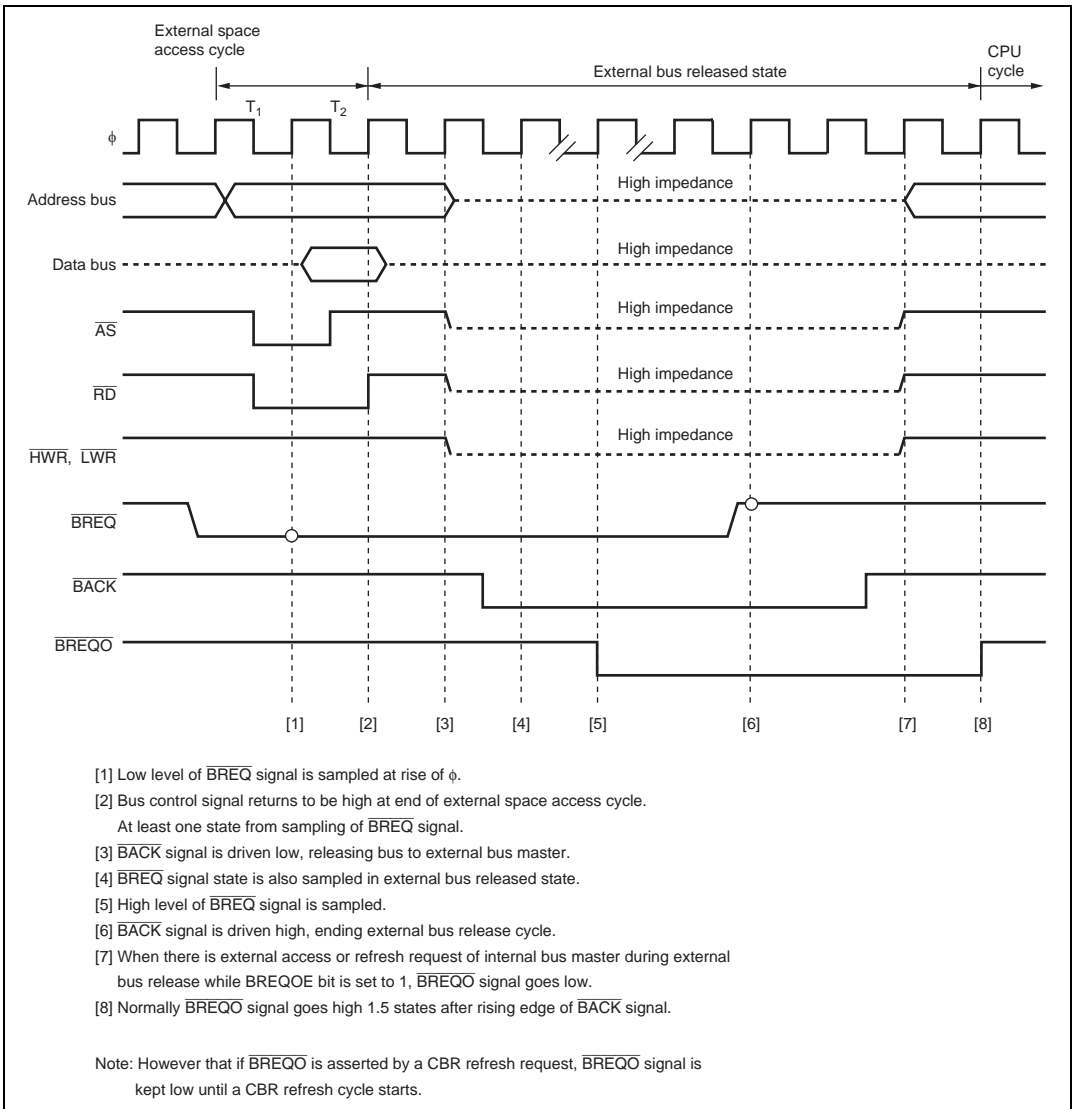 External space
access cycle
External bus released state
CPU
cycle
T1
T2
ϕ
Address bus
High impedance
Data bus
High impedance
AS
High impedance
RD
High impedance
HWR, LWR
High impedance
BREQ
BACK
BREQO
[1] [2] [3] [4] [5] [6] [7] [8]
[1] Low level of BREQ signal is sampled at rise of ϕ.
[2] Bus control signal returns to be high at end of external space access cycle.
At least one state from sampling of BREQ signal.
[3] BACK signal is driven low, releasing bus to external bus master.
[4] BREQ signal state is also sampled in external bus released state.
[5] High level of BREQ signal is sampled.
[6] BACK signal is driven high, ending external bus release cycle.
[7] When there is external access or refresh request of internal bus master during external
bus release while BREQOE bit is set to 1, BREQO signal goes low.
[8] Normally BREQO signal goes high 1.5 states after rising edge of BACK signal.
Note: However that if BREQO is asserted by a CBR refresh request, BREQO signal is
kept low until a CBR refresh cycle starts.